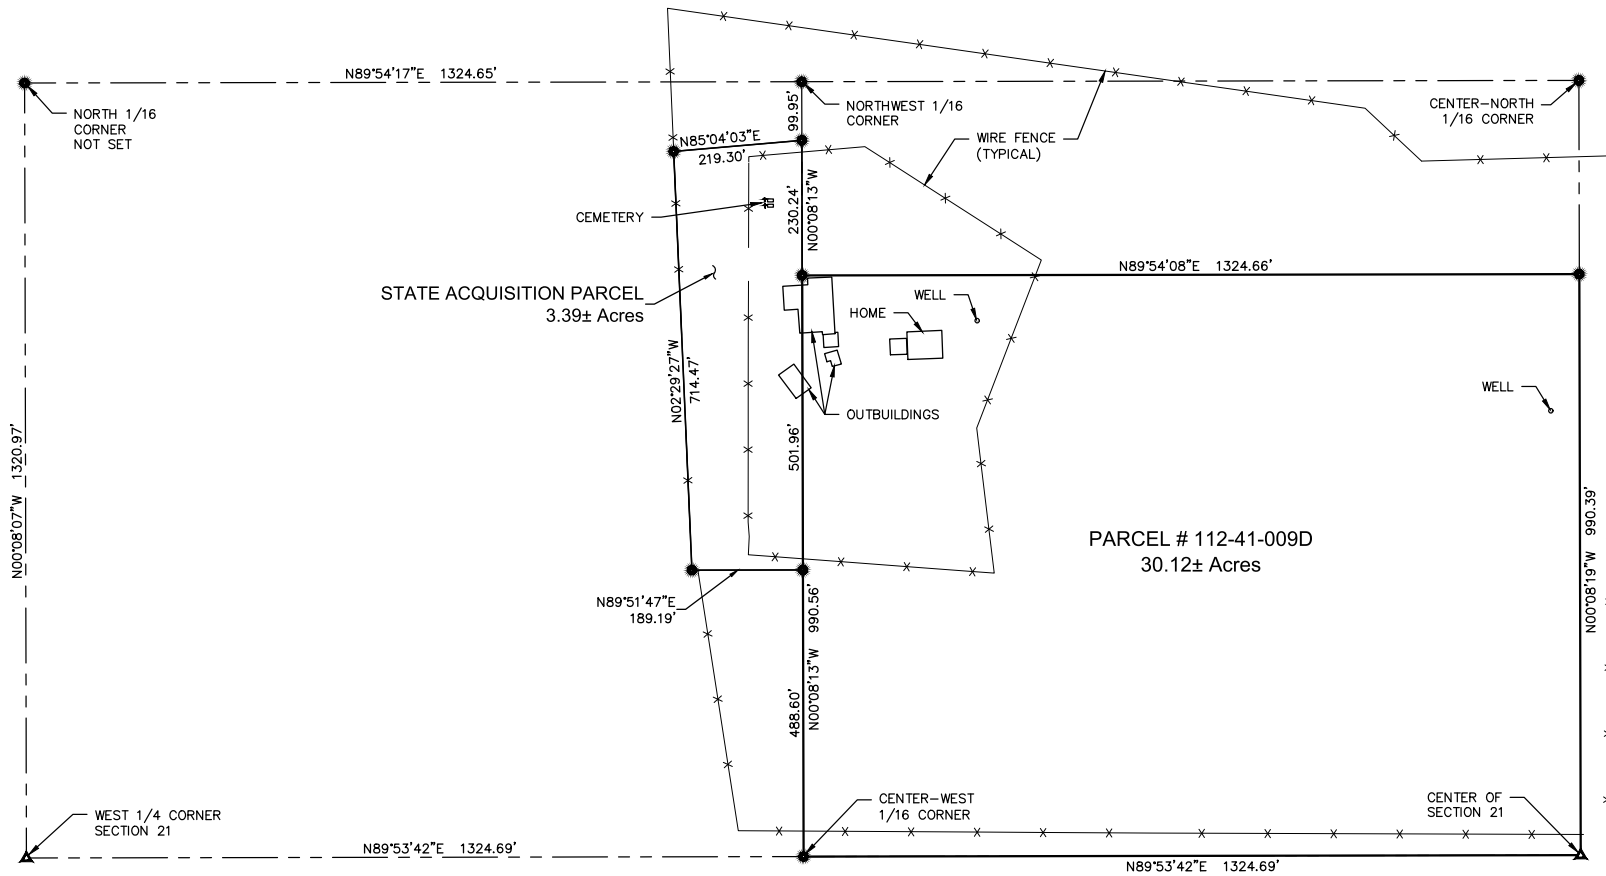 N89°54'17"E 1324.65'
NORTH 1/16
CORNER
NOT SET
99.95'
NORTHWEST 1/16
CORNER
CENTER-NORTH
1/16 CORNER
WIRE FENCE
(TYPICAL)
N85°04'03"E
219.30'
CEMETERY
230.24'
N00°08'13"W
N89°54'08"E 1324.66'
STATE ACQUISITION PARCEL
3.39± Acres
WELL
HOME
N02°29'27"W
714.47'
WELL
OUTBUILDINGS
501.96'
N00°08'07"W 1320.97'
PARCEL # 112-41-009D
30.12± Acres
N00°08'19"W 990.39'
N89°51'47"E
189.19'
N00°08'13"W 990.56'
488.60'
WEST 1/4 CORNER
SECTION 21
CENTER-WEST
1/16 CORNER
CENTER OF
SECTION 21
N89°53'42"E 1324.69'
N89°53'42"E 1324.69'